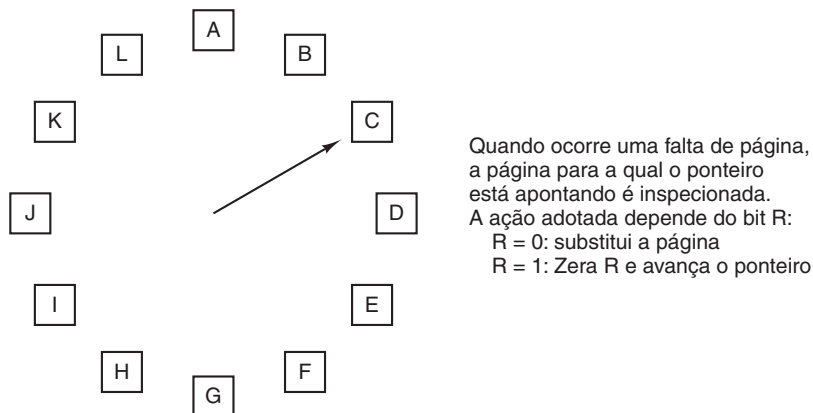 A
B
C
D
E
F
G
H
I
J
K
L
Quando ocorre uma falta de página,
a página para a qual o ponteiro
está apontando é inspecionada.
A ação adotada depende do bit R:
R = 0: substitui a página
R = 1: Zera R e avança o ponteiro